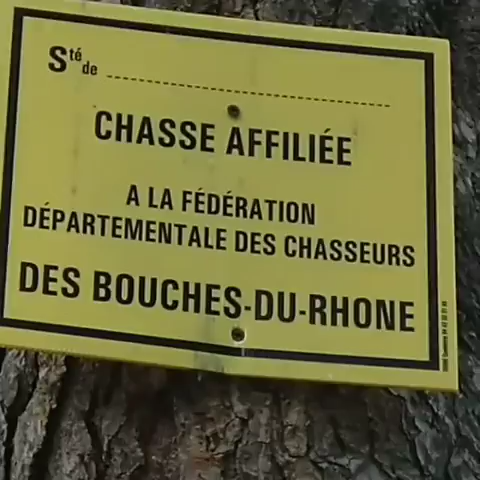 Sté de
CHASSE AFFILIÉE
A LA FÉDÉRATION
DÉPARTEMENTALE DES CHASSEURS
DES BOUCHES-DU-RHONE